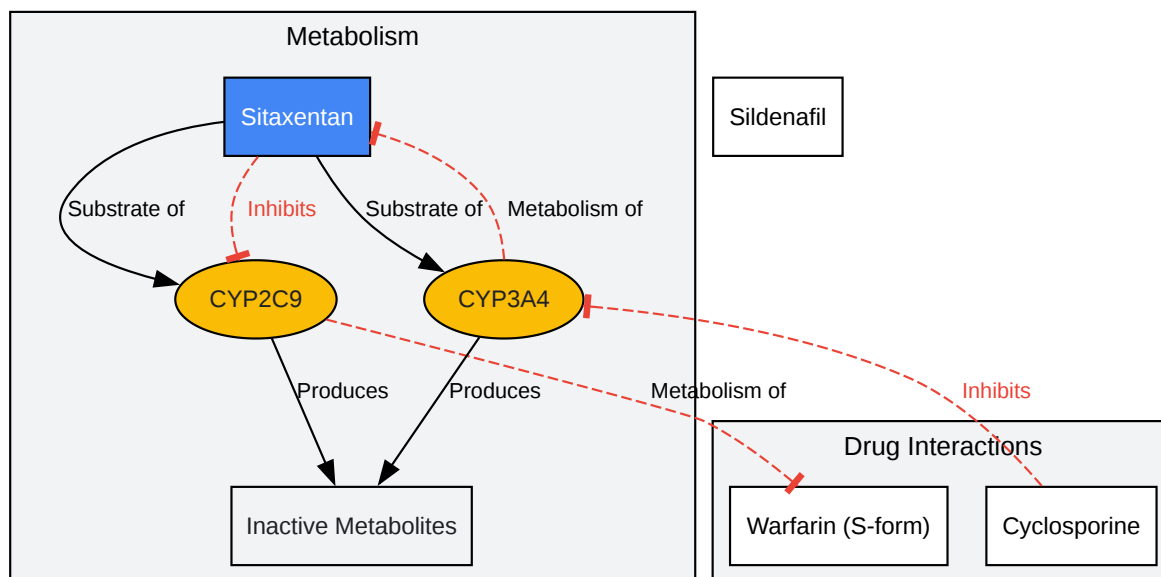 Metabolism
Sitaxentan
Sildenafil
Substrate of
Inhibits
Substrate of
Metabolism of
CYP2C9
CYP3A4
Produces
Produces
Metabolism of
Inhibits
Drug Interactions
Inactive Metabolites
Warfarin (S-form)
Cyclosporine